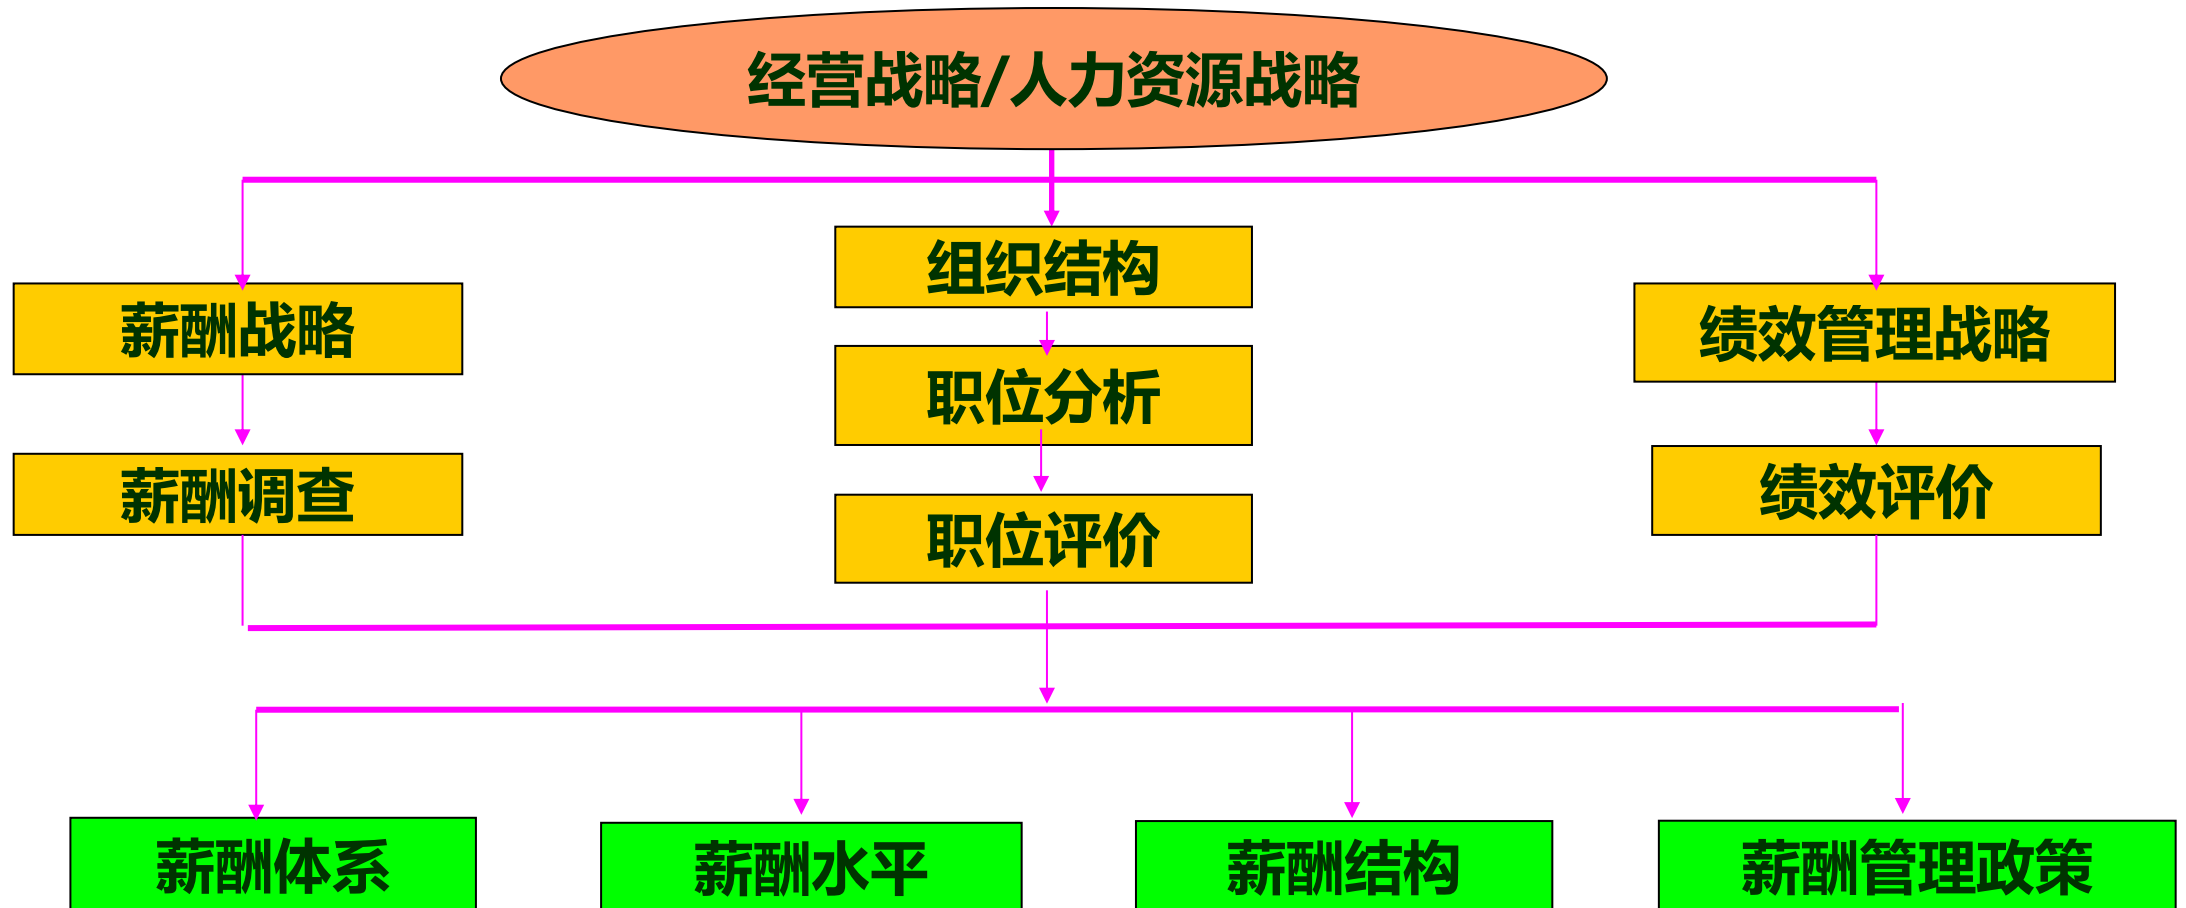 经营战略/人力资源战略
组织结构
薪酬战略
绩效管理战略
职位分析
薪酬调查
绩效评价
职位评价
薪酬体系
薪酬水平
薪酬结构
薪酬管理政策